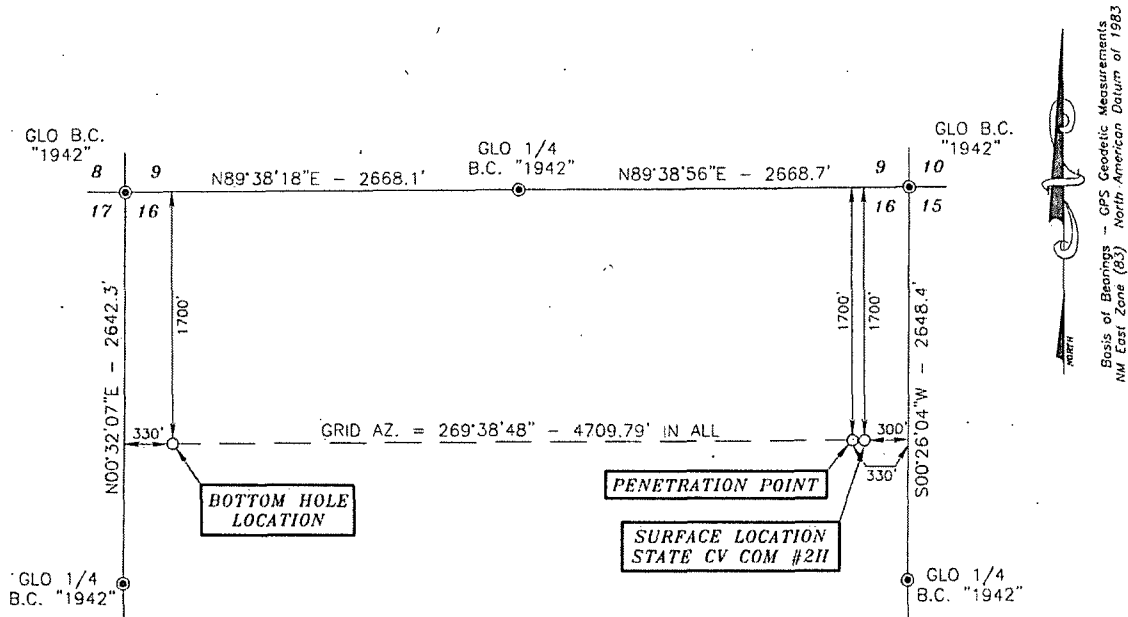 GLO B.C.
"1942"
GLO 1/4
B.C. "1942"
GLO B.C.
"1942"
8 9
N89°38'18"E - 2668.1'
N89°38'56"E - 2668.7'
9 10
17 16
16 15
N00°32'07"E - 2642.3'
1700'
1700'
1700'
S00°26'04"W - 2648.4'
330'
GRID AZ. = 269°38'48" - 4709.79' IN ALL
300'
330'
BOTTOM HOLE
LOCATION
PENETRATION POINT
SURFACE LOCATION
STATE CV COM #2H
GLO 1/4
B.C. "1942"
GLO 1/4
B.C. "1942"
NORTH
Basis of Bearings - GPS Geodetic Measurements
NM East Zone (83) North American Datum of 1983